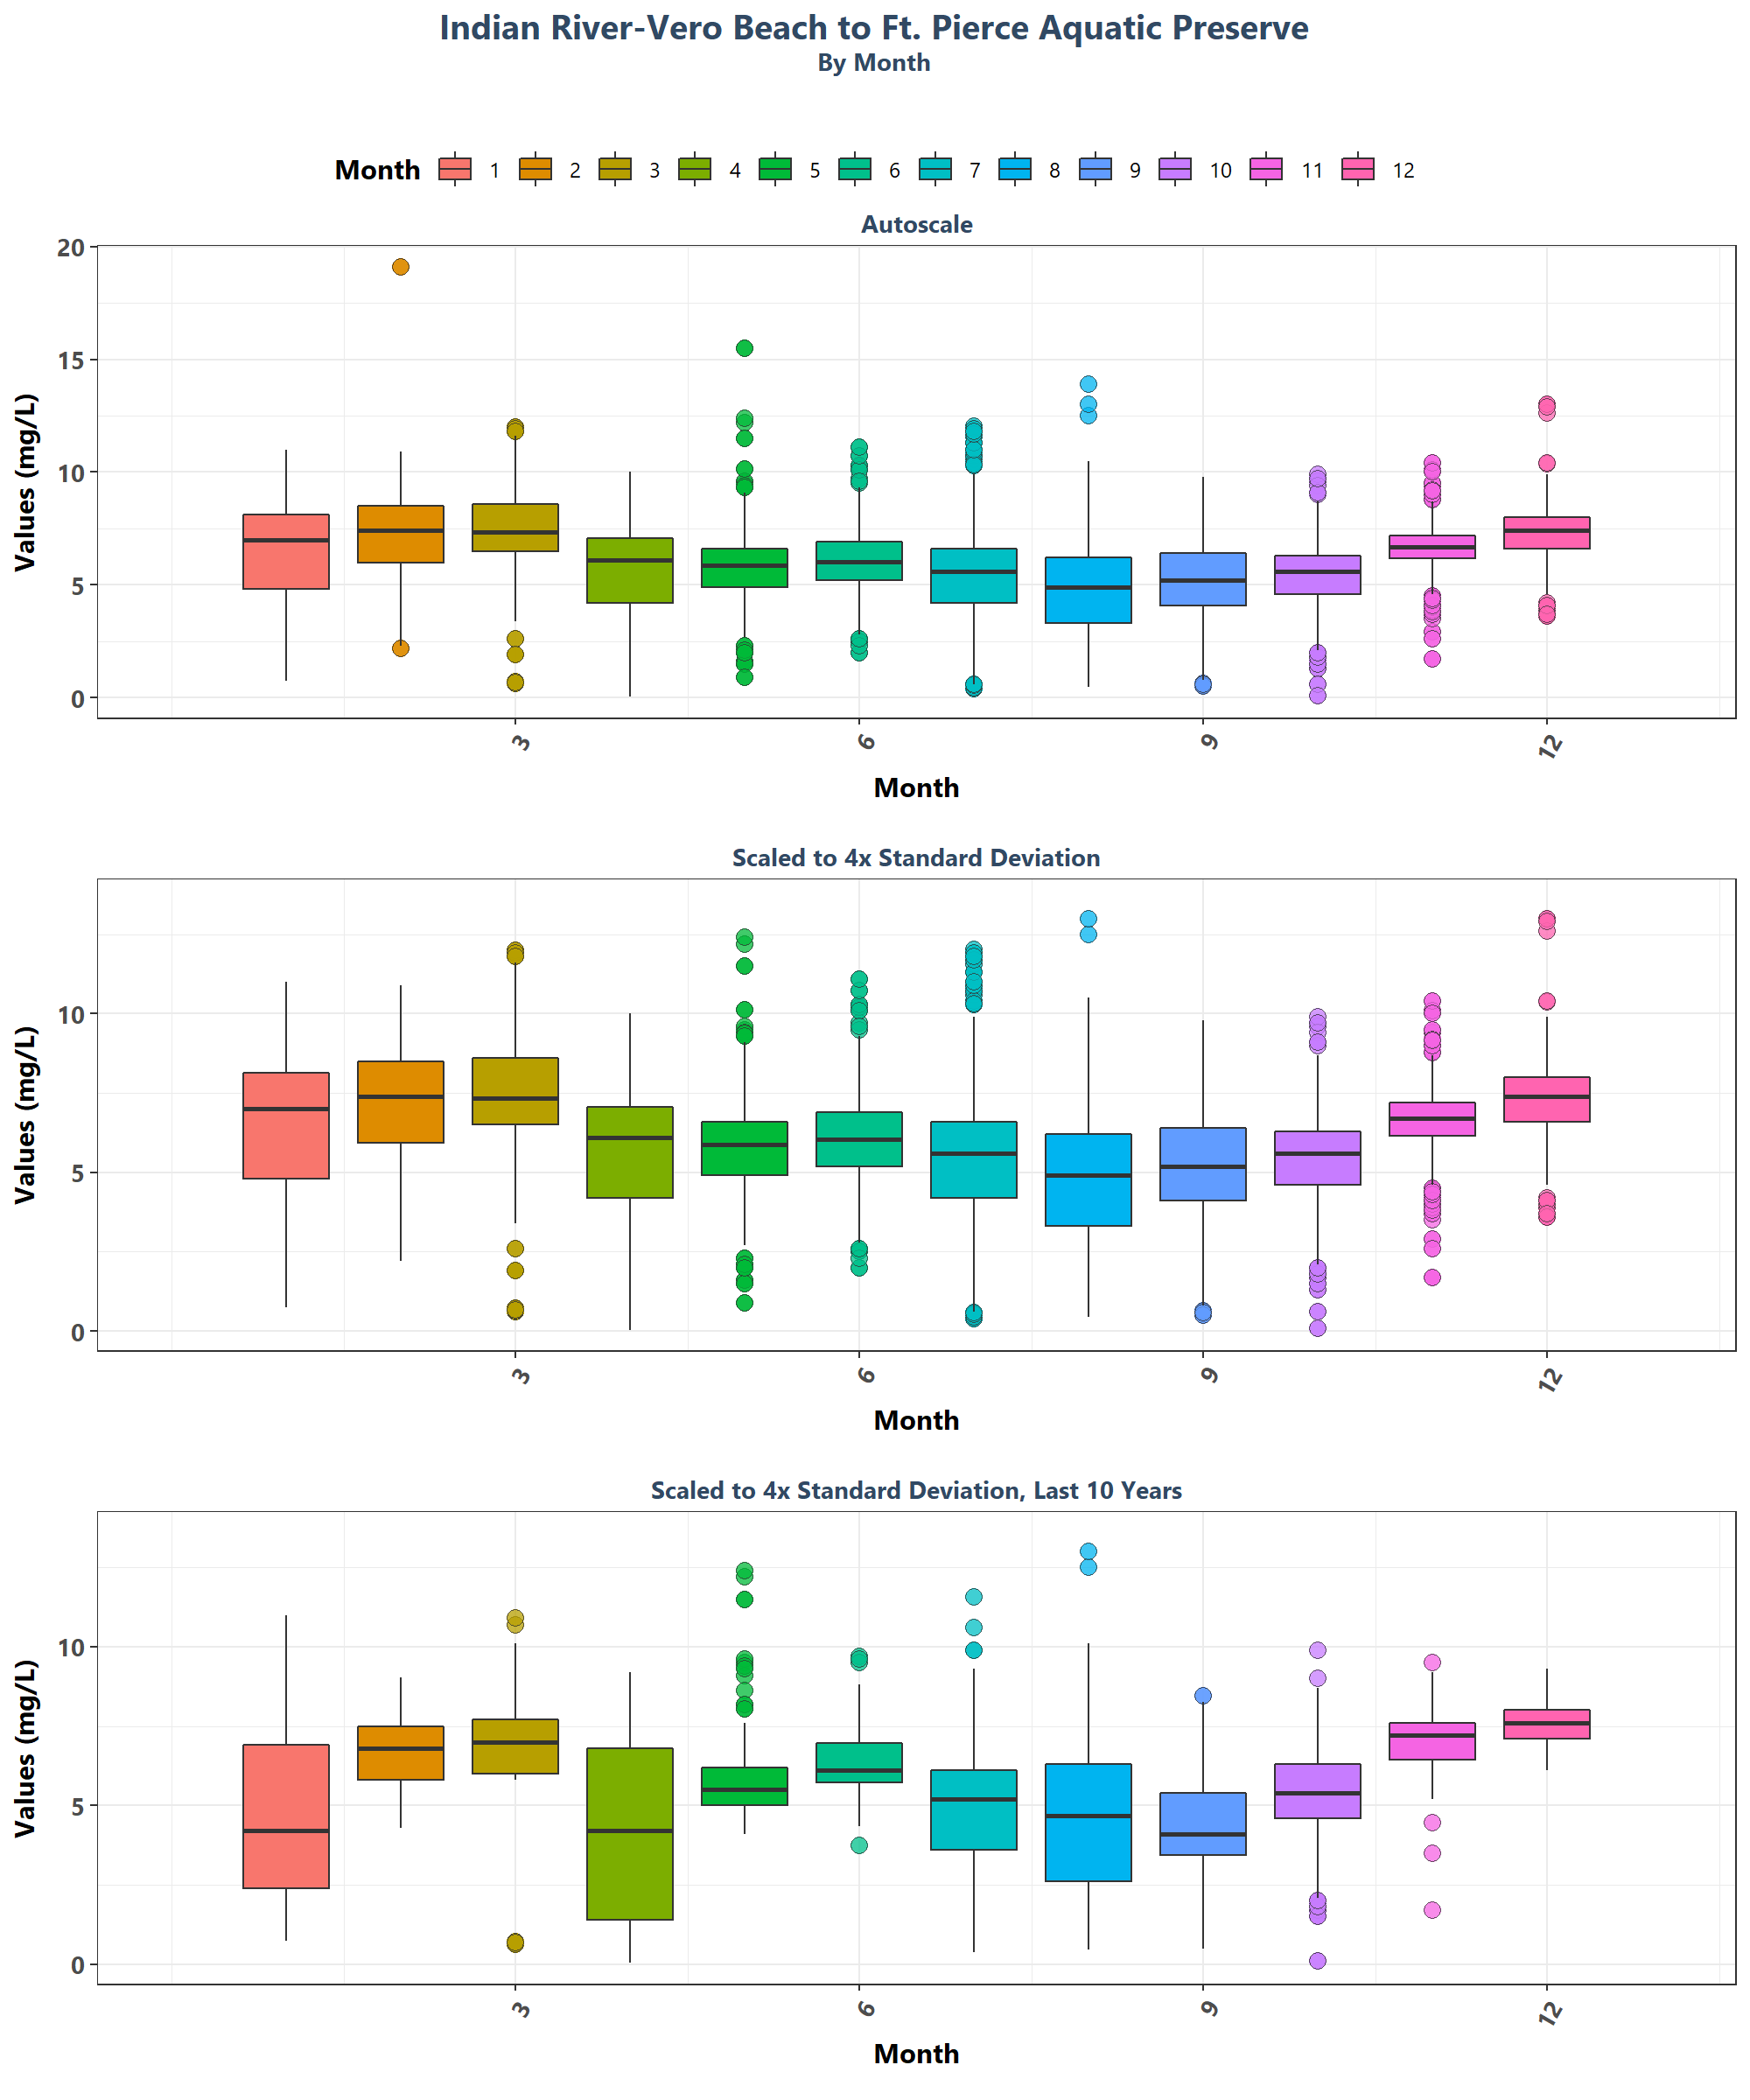 Indian River-Vero Beach to Ft. Pierce Aquatic Preserve
By Month
Month 1 2 3 4 5 6 7 8 9 10 11 12
Autoscale
Values (mg/L)
20
15
10
5
0
3 6 9 12
Month
Scaled to 4x Standard Deviation
Values (mg/L)
10
5
0
3 6 9 12
Month
Scaled to 4x Standard Deviation, Last 10 Years
Values (mg/L)
10
5
0
3 6 9 12
Month